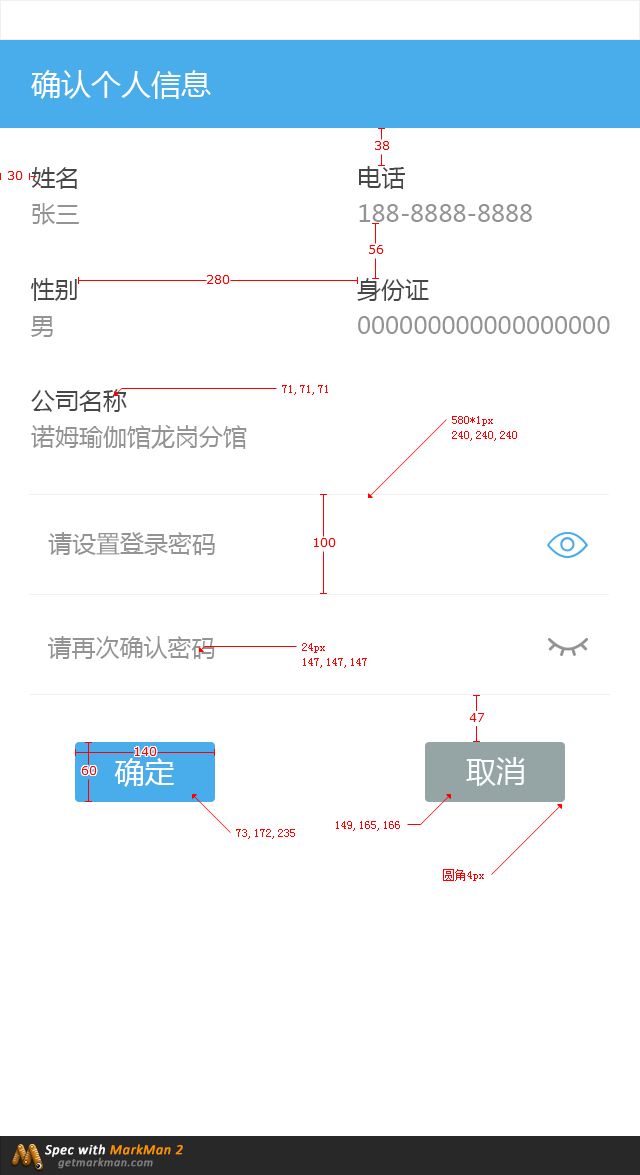 确认个人信息
38
30
姓名
电话
张三
188-8888-8888
56
280
性别
身份证
男
000000000000000000
公司名称
71,71,71
诺姆瑜伽馆龙岗分馆
580*1px
240,240,240
请设置登录密码
100
请再次确认密码
24px
147,147,147
47
140
60
确定
取消
73,172,235
149,165,166
圆角4px
Spec with MarkMan 2
getmarkman.com